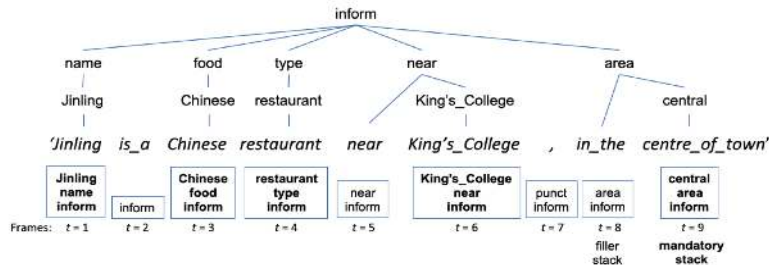 inform
name food type near area
Jinling Chinese restaurant King's_College central
'Jinling is_a Chinese restaurant near King's_College , in_the centre_of_town'
Jinling Chinese restaurant King's_College central
name food type near near punct area area
inform inform inform inform inform inform inform inform inform
Frames: t = 1 t = 2 t = 3 t = 4 t = 5 t = 6 t = 7 t = 8 t = 9
filler mandatory
stack stack